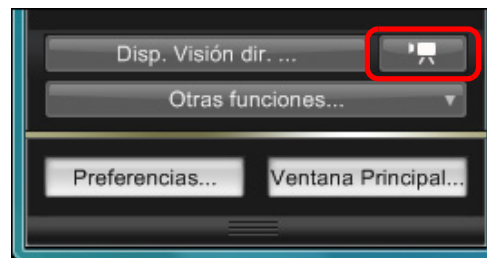 Disp. Visión dir. ...
Otras funciones...
Preferencias... Ventana Principal...